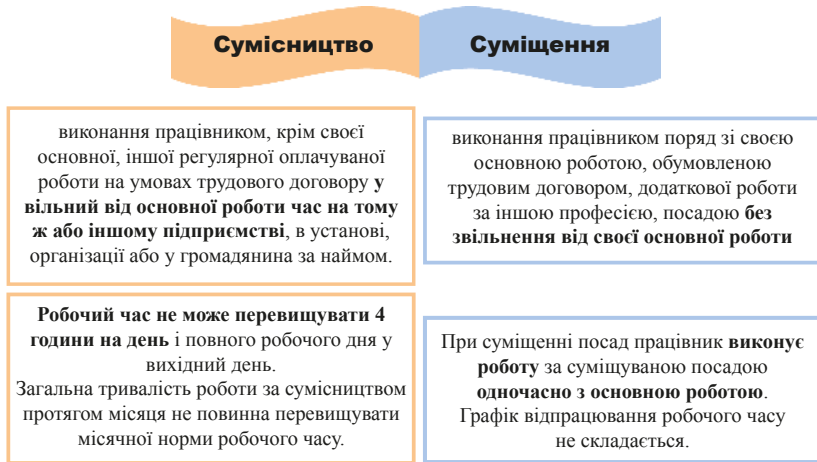 Сумісництво
Суміщення
виконання працівником, крім своєї
основної, іншої регулярної оплачуваної
роботи на умовах трудового договору у
вільний від основної роботи час на тому
ж або іншому підприємстві, в установі,
організації або у громадянина за наймом.
виконання працівником поряд зі своєю
основною роботою, обумовленою
трудовим договором, додаткової роботи
за іншою професією, посадою без
звільнення від своєї основної роботи
Робочий час не може перевищувати 4
години на день і повного робочого дня у
вихідний день.
Загальна тривалість роботи за сумісництвом
протягом місяця не повинна перевищувати
місячної норми робочого часу.
При суміщенні посад працівник виконує
роботу за суміщуваною посадою
одночасно з основною роботою.
Графік відпрацювання робочого часу
не складається.